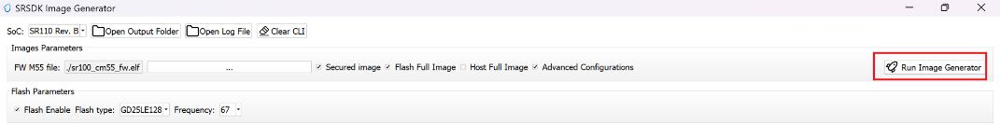 SRSDK Image Generator
SoC: SR110 Rev. B Open Output Folder Open Log File Clear CLI
Images Parameters
FW M55 file: ./sr100_cm55_fw.elf ... Secured image Flash Full Image Host Full Image Advanced Configurations Run Image Generator
Flash Parameters
Flash Enable Flash type: GD25LE128 Frequency: 67